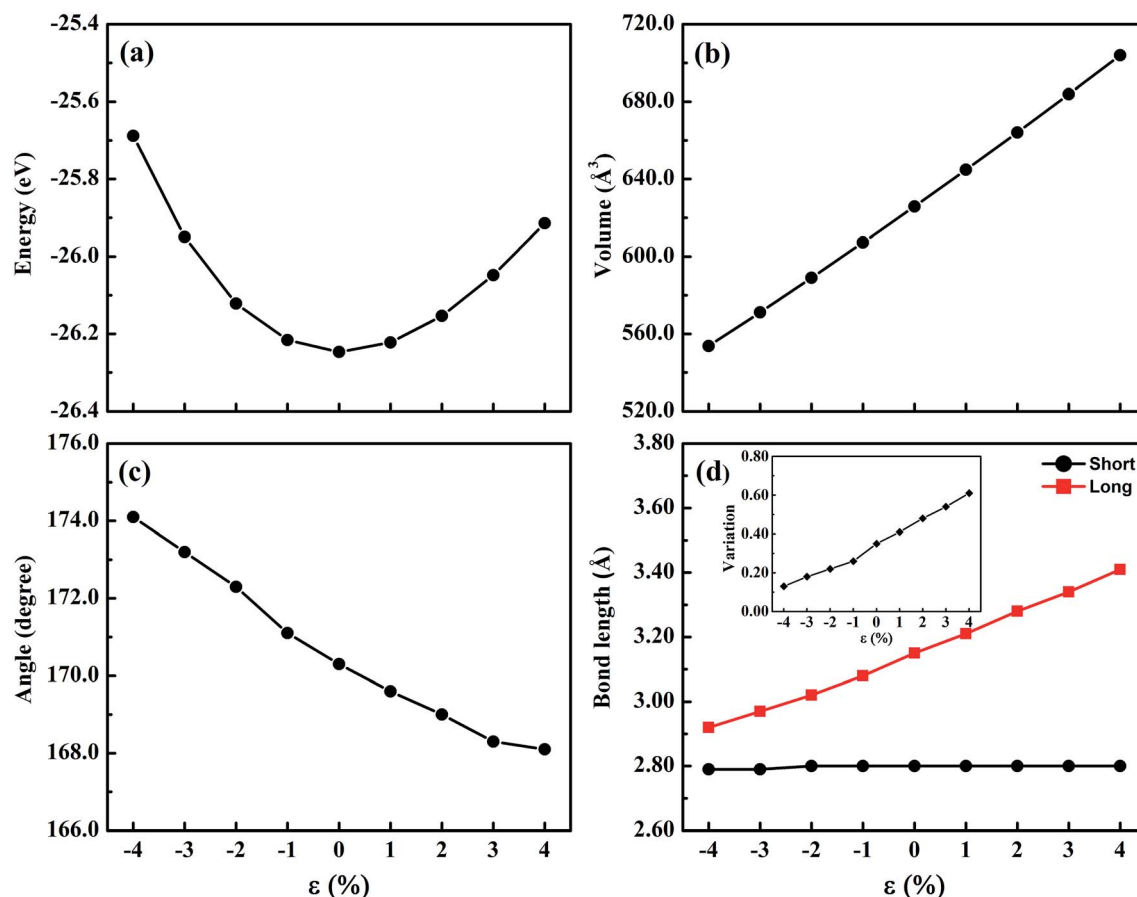 (a)
Energy (eV)
-25.4
-25.6
-25.8
-26.0
-26.2
-26.4
(b)
Volume (Å³)
720.0
680.0
640.0
600.0
560.0
520.0
(c)
Angle (degree)
176.0
174.0
172.0
170.0
168.0
166.0
-4 -3 -2 -1 0 1 2 3 4
ε (%)
(d)
Bond length (Å)
3.80
3.60
3.40
3.20
3.00
2.80
2.60
Short
Long
Variation
0.80
0.60
0.40
0.20
0.00
-4 -3 -2 -1 0 1 2 3 4
ε (%)
-4 -3 -2 -1 0 1 2 3 4
ε (%)